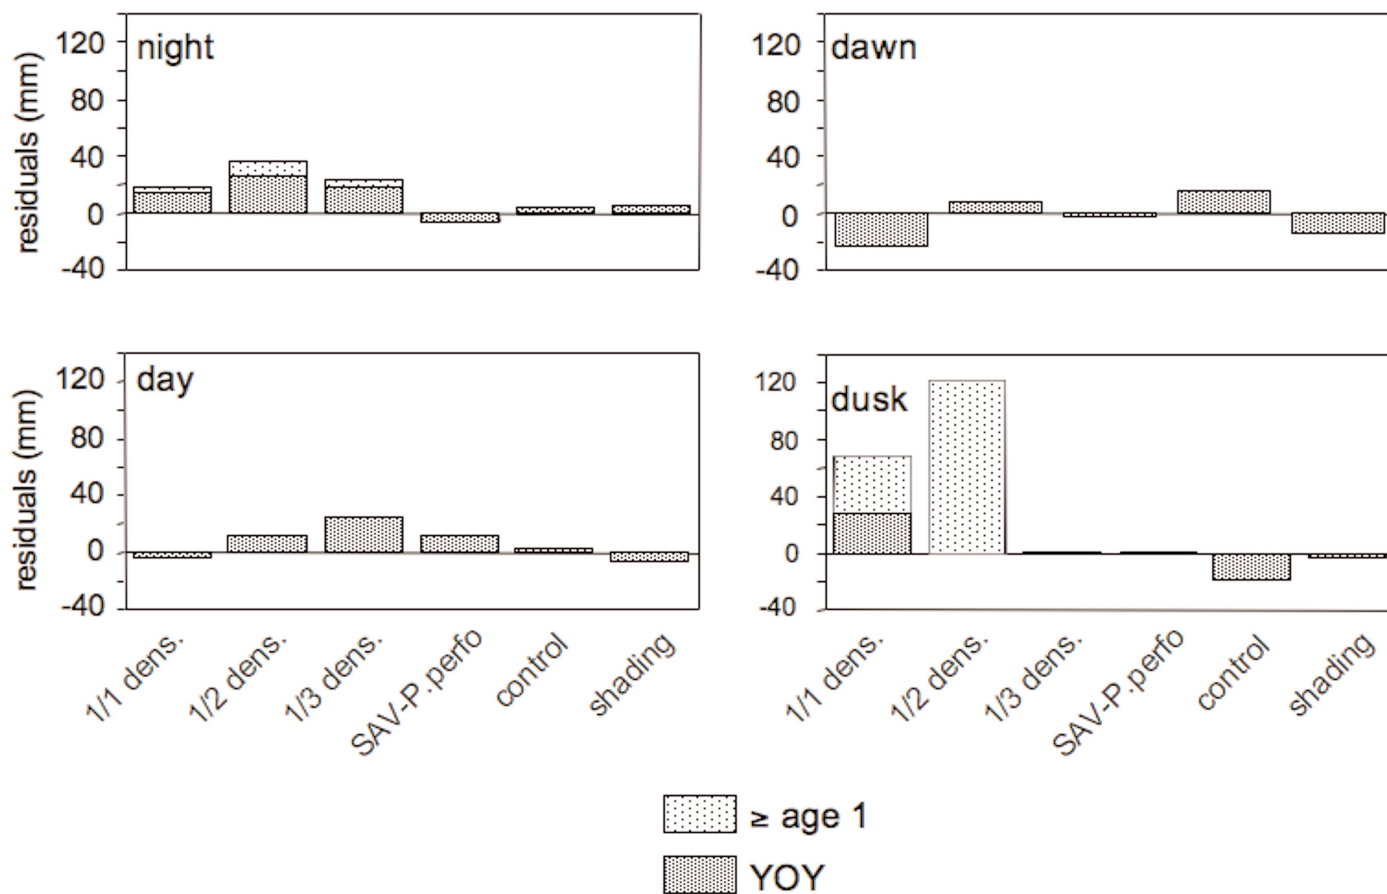 night
120
80
40
0
-40
residuals (mm)
dawn
120
80
40
0
-40
day
120
80
40
0
-40
residuals (mm)
dusk
120
80
40
0
-40
1/1 dens.
1/2 dens.
1/3 dens.
SAV-P.perfo
control
shading
1/1 dens.
1/2 dens.
1/3 dens.
SAV-P.perfo
control
shading
≥ age 1
YOY